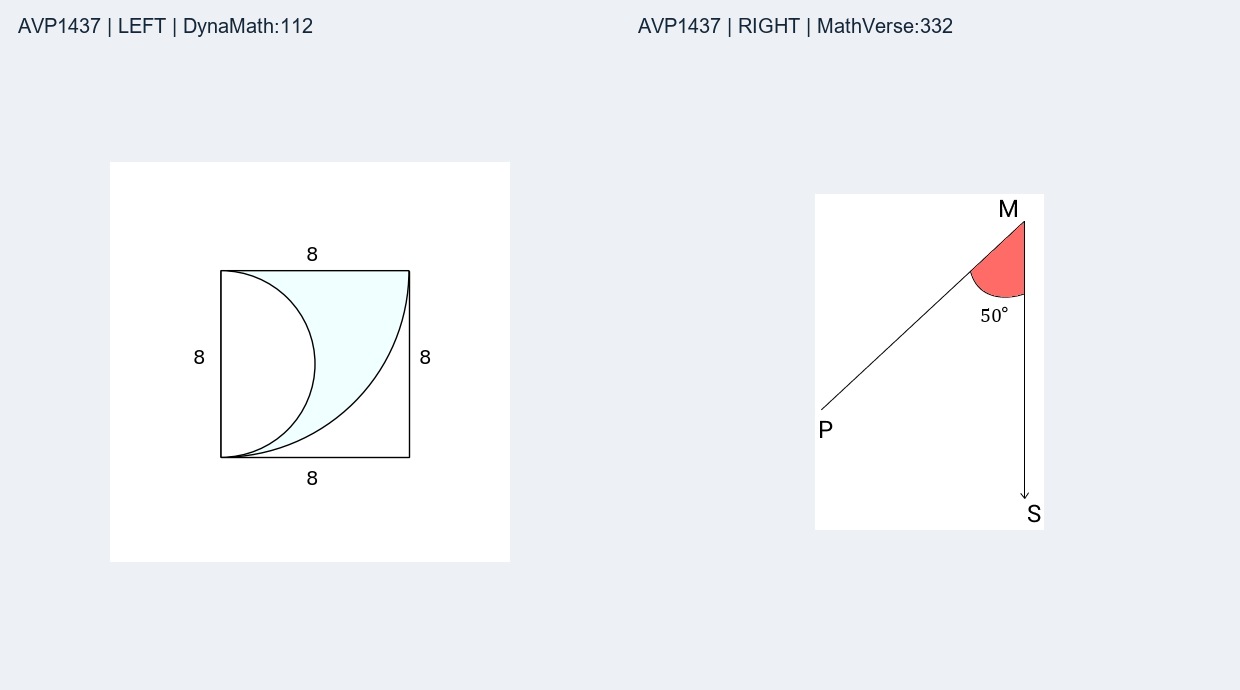 AVP1437 | LEFT | DynaMath:112
AVP1437 | RIGHT | MathVerse:332
8
8
8
8
M
50°
P
S